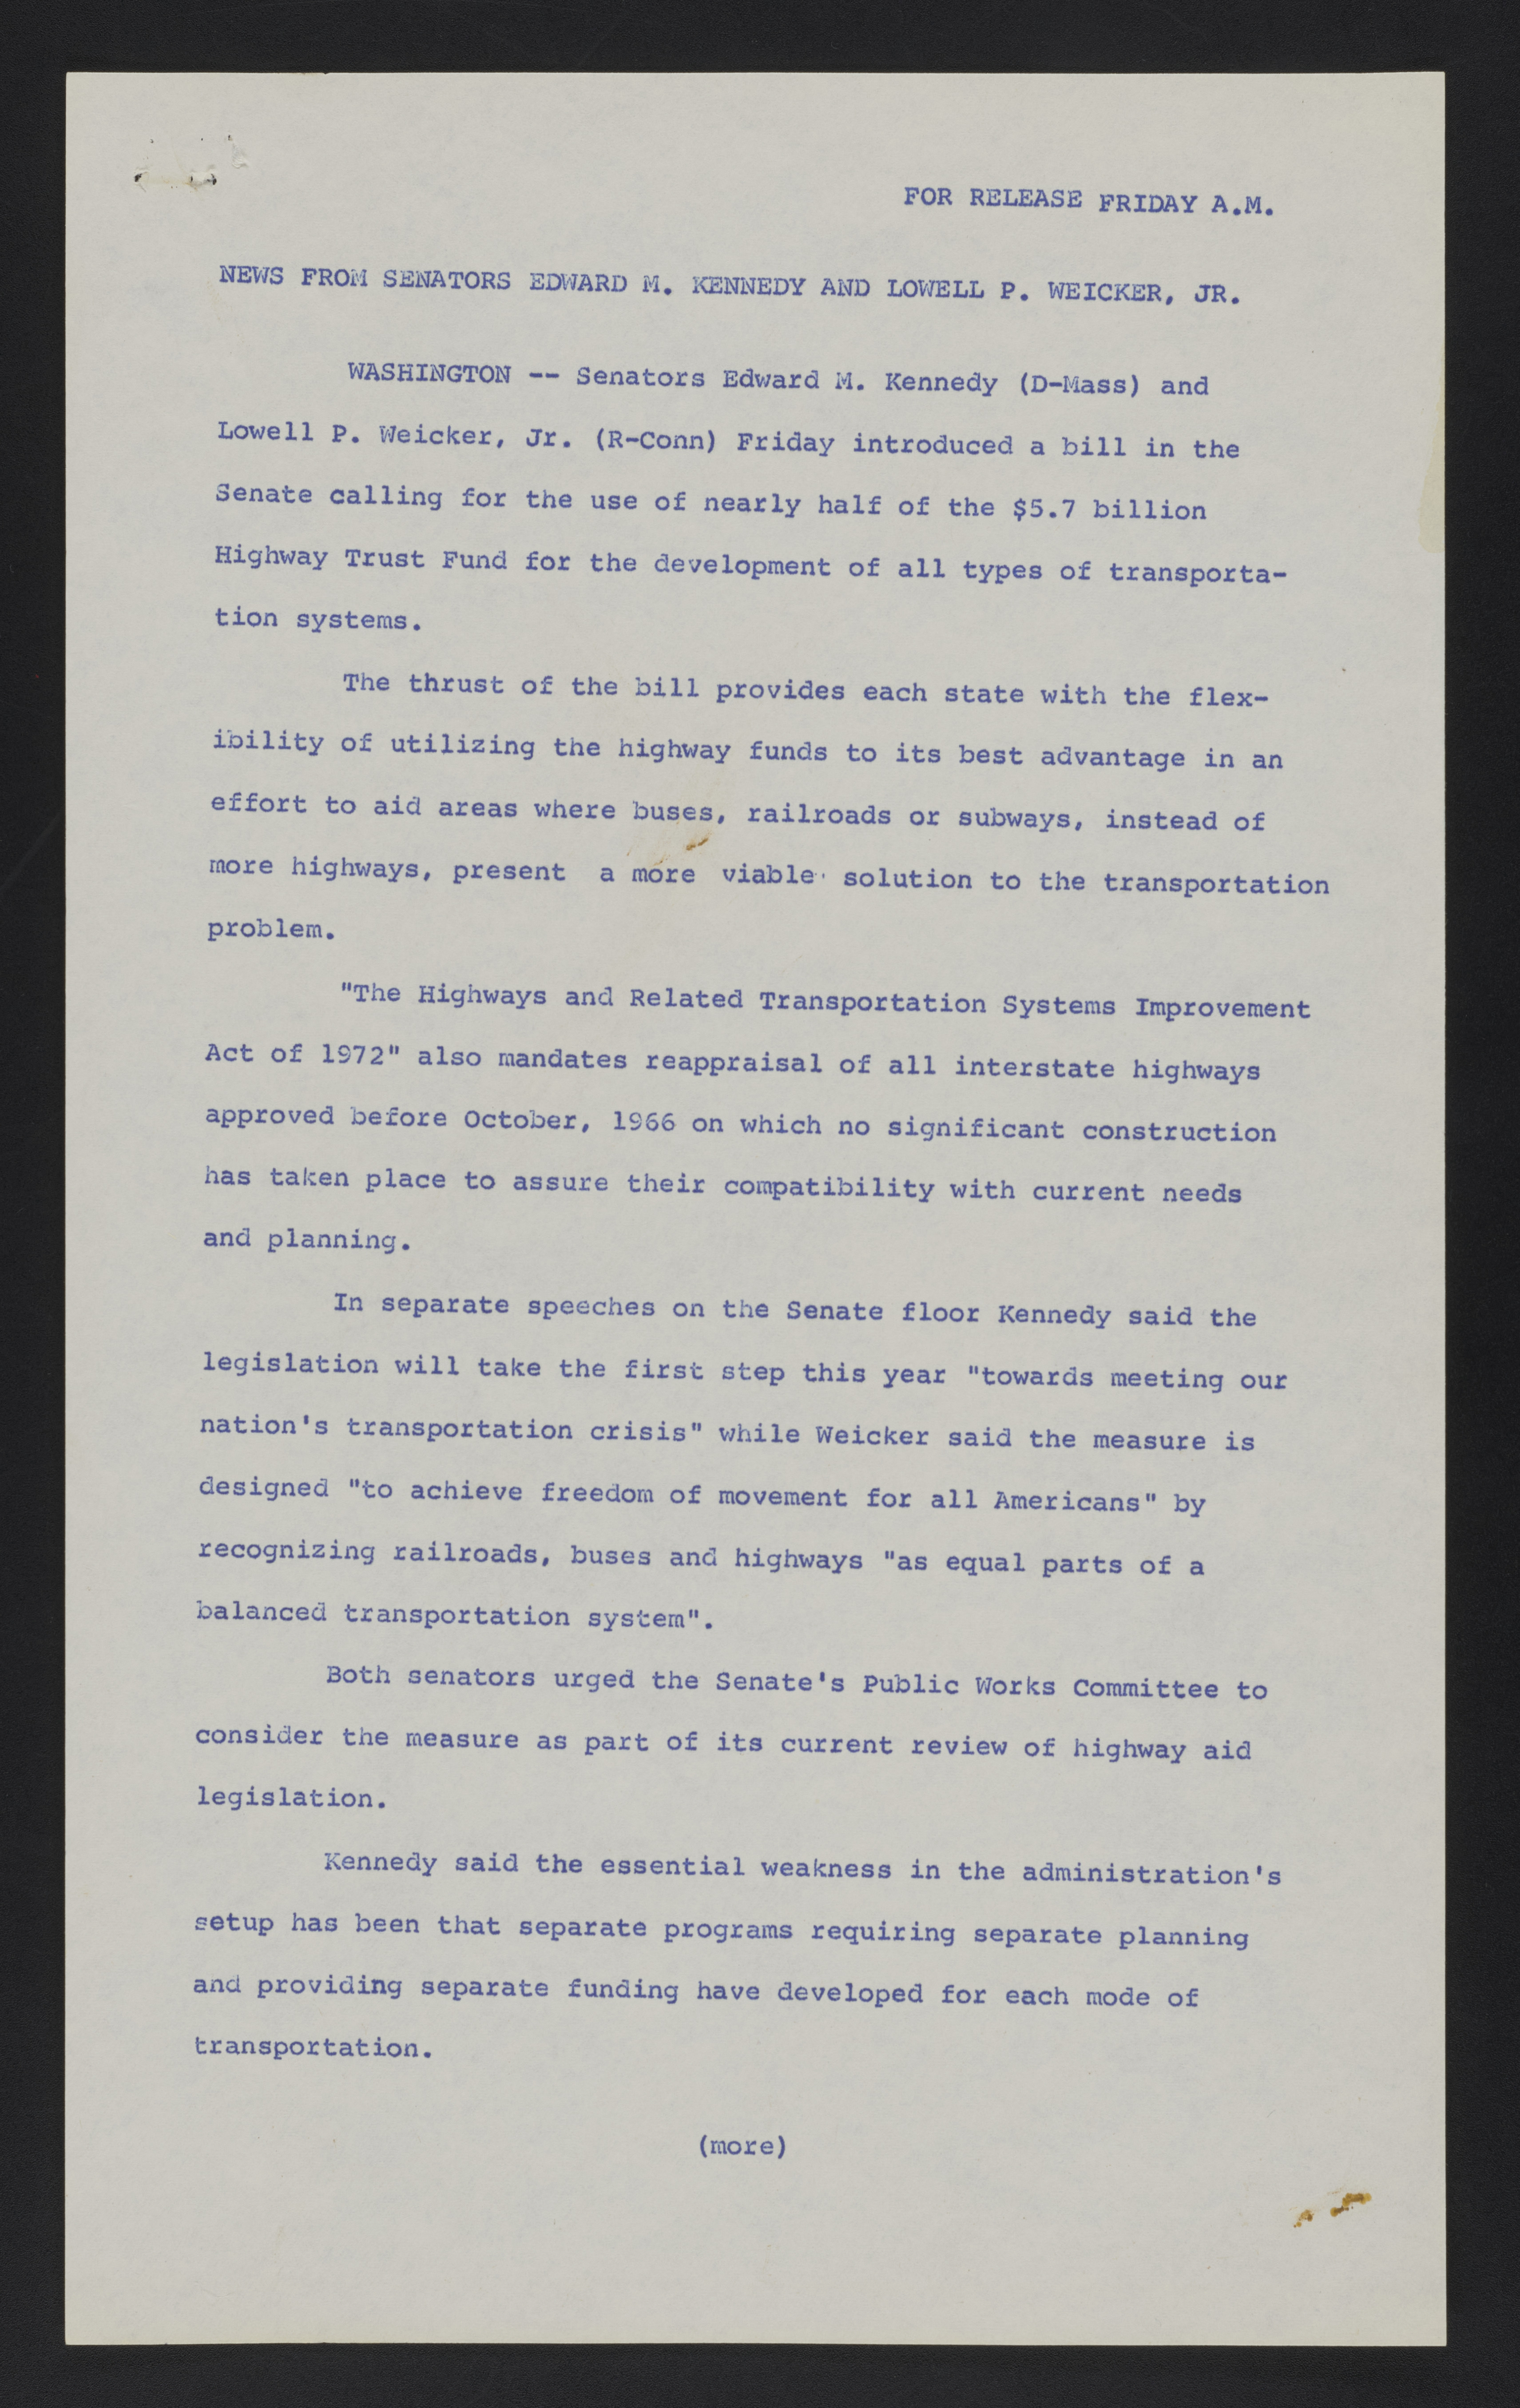 FOR RELEASE FRIDAY A.M.
NEWS FROM SENATORS EDWARD M. KENNEDY AND LOWELL P. WEICKER, JR.
WASHINGTON -- Senators Edward M. Kennedy (D-Mass) and
Lowell P. Weicker, Jr. (R-Conn) Friday introduced a bill in the
Senate calling for the use of nearly half of the $5.7 billion
Highway Trust Fund for the development of all types of transporta-
tion systems.
The thrust of the bill provides each state with the flex-
ibility of utilizing the highway funds to its best advantage in an
effort to aid areas where buses, railroads or subways, instead of
more highways, present a more viable solution to the transportation
problem.
"The Highways and Related Transportation Systems Improvement
Act of 1972" also mandates reappraisal of all interstate highways
approved before October, 1966 on which no significant construction
has taken place to assure their compatibility with current needs
and planning.
In separate speeches on the Senate floor Kennedy said the
legislation will take the first step this year "towards meeting our
nation's transportation crisis" while Weicker said the measure is
designed "to achieve freedom of movement for all Americans" by
recognizing railroads, buses and highways "as equal parts of a
balanced transportation system".
Both senators urged the Senate's Public Works Committee to
consider the measure as part of its current review of highway aid
legislation.
Kennedy said the essential weakness in the administration's
setup has been that separate programs requiring separate planning
and providing separate funding have developed for each mode of
transportation.
(more)